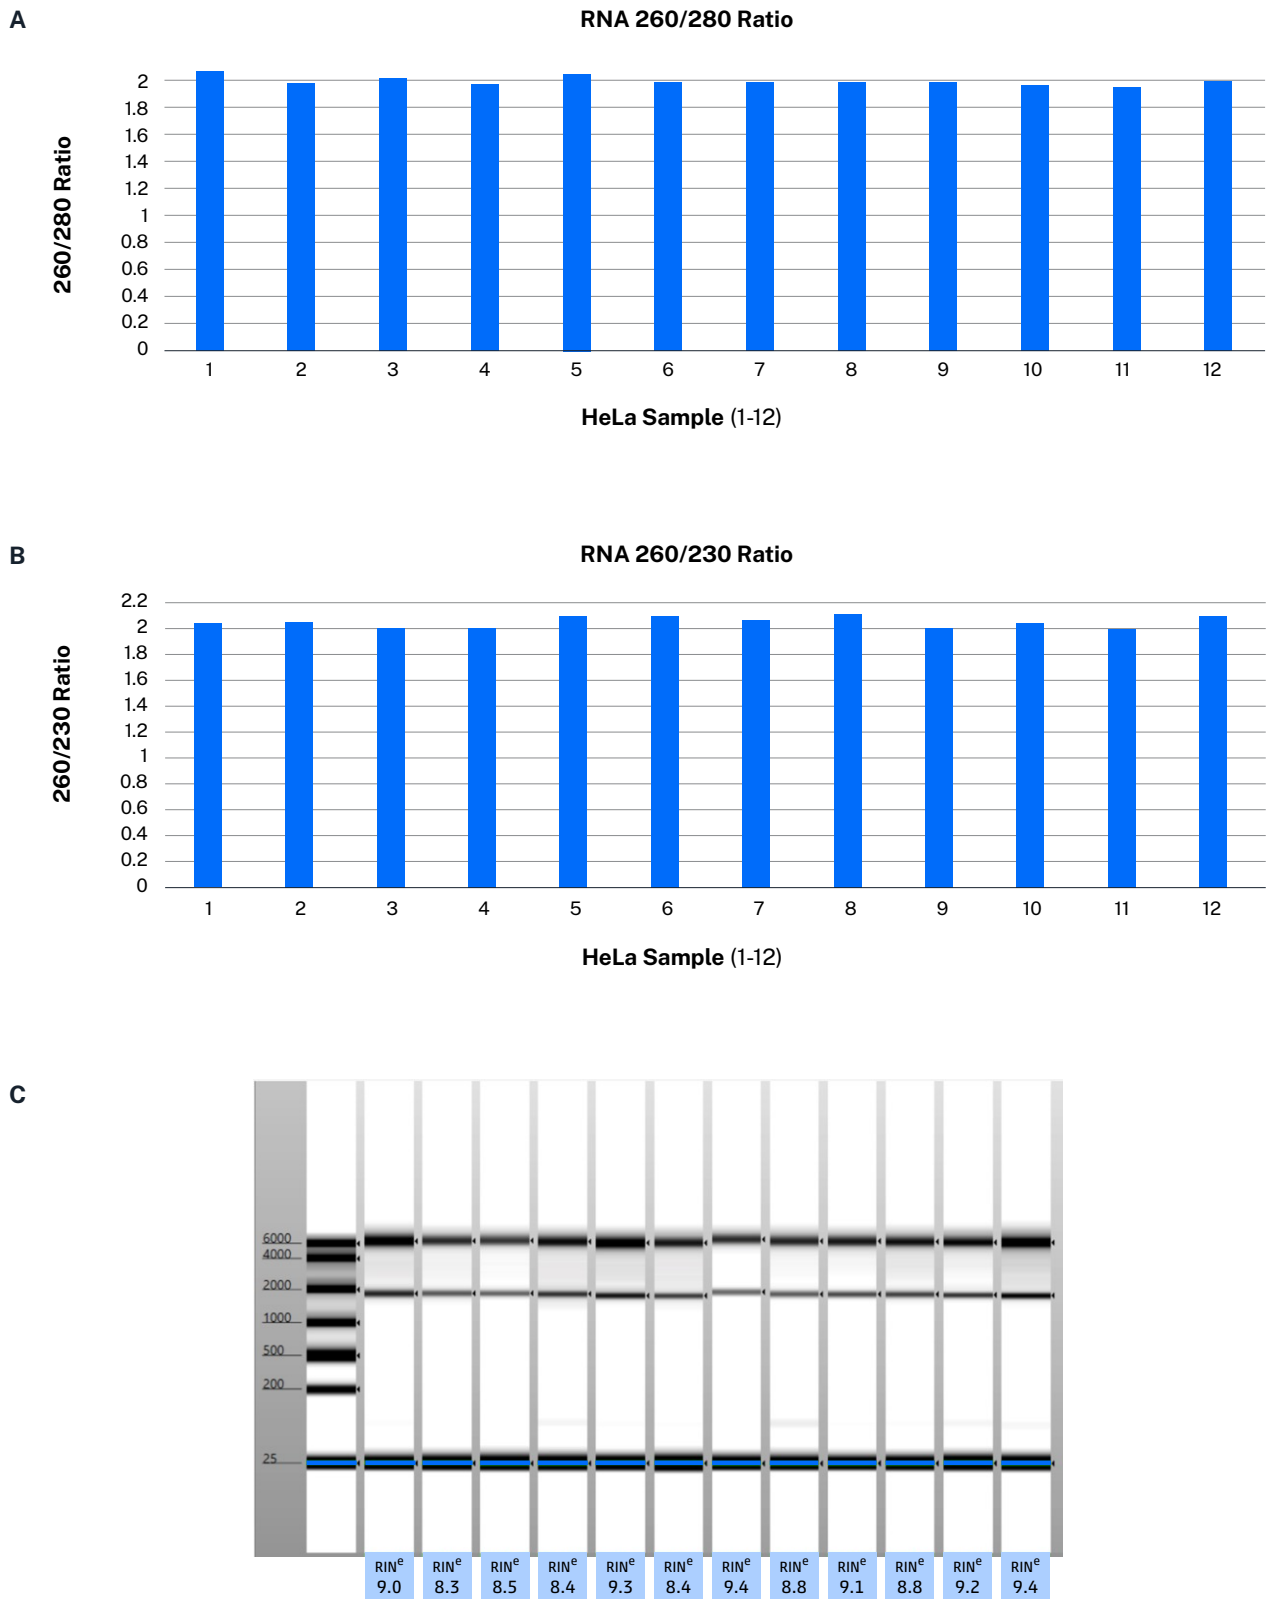 A
RNA 260/280 Ratio
260/280 Ratio
2
1.8
1.6
1.4
1.2
1
0.8
0.6
0.4
0.2
0
1 2 3 4 5 6 7 8 9 10 11 12
HeLa Sample (1-12)
B
RNA 260/230 Ratio
260/230 Ratio
2.2
2
1.8
1.6
1.4
1.2
1
0.8
0.6
0.4
0.2
0
1 2 3 4 5 6 7 8 9 10 11 12
HeLa Sample (1-12)
C
6000
4000
2000
1000
500
200
25
RINe RINe RINe RINe RINe RINe RINe RINe RINe RINe RINe RINe
9.0 8.3 8.5 8.4 9.3 8.4 9.4 8.8 9.1 8.8 9.2 9.4